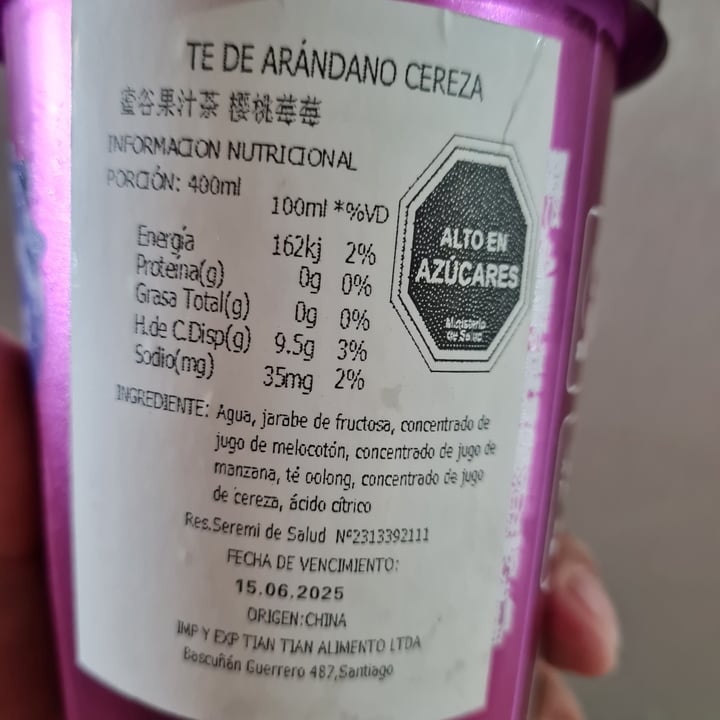 TE DE ARÁNDANO CEREZA
蜜谷果汁茶 樱桃莓莓
INFORMACION NUTRICIONAL
PORCIÓN: 400ml
100ml *%VD
Energía 162kj 2%
Proteína(g) 0g 0%
Grasa Total(g) 0g 0%
H.de C.Disp(g) 9.5g 3%
Sodio(mg) 35mg 2%
ALTO EN
AZÚCARES
Ministerio
de Salud
INGREDIENTE: Agua, jarabe de fructosa, concentrado de
jugo de melocotón, concentrado de jugo de
manzana, té oolong, concentrado de jugo
de cereza, ácido cítrico
Res.Seremi de Salud Nº2313392111
FECHA DE VENCIMIENTO:
15.06.2025
ORIGEN:CHINA
IMP Y EXP TIAN TIAN ALIMENTO LTDA
Bascuñán Guerrero 487,Santiago